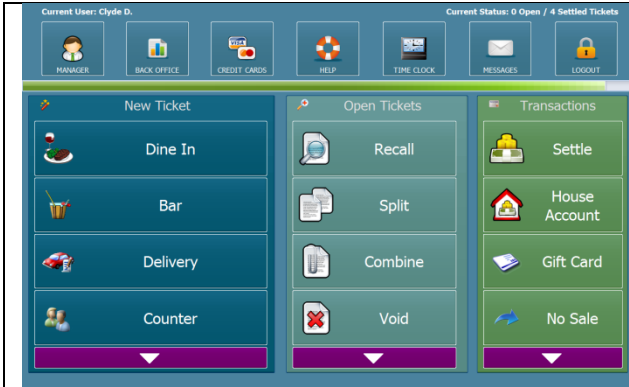 Current User: Clyde D.
Current Status: 0 Open / 4 Settled Tickets
MANAGER
BACK OFFICE
VISA
CREDIT CARDS
HELP
TIME CLOCK
MESSAGES
LOGOUT
New Ticket
Open Tickets
Transactions
Dine In
Recall
Settle
Bar
Split
House
Account
Delivery
Combine
Gift Card
Counter
Void
No Sale